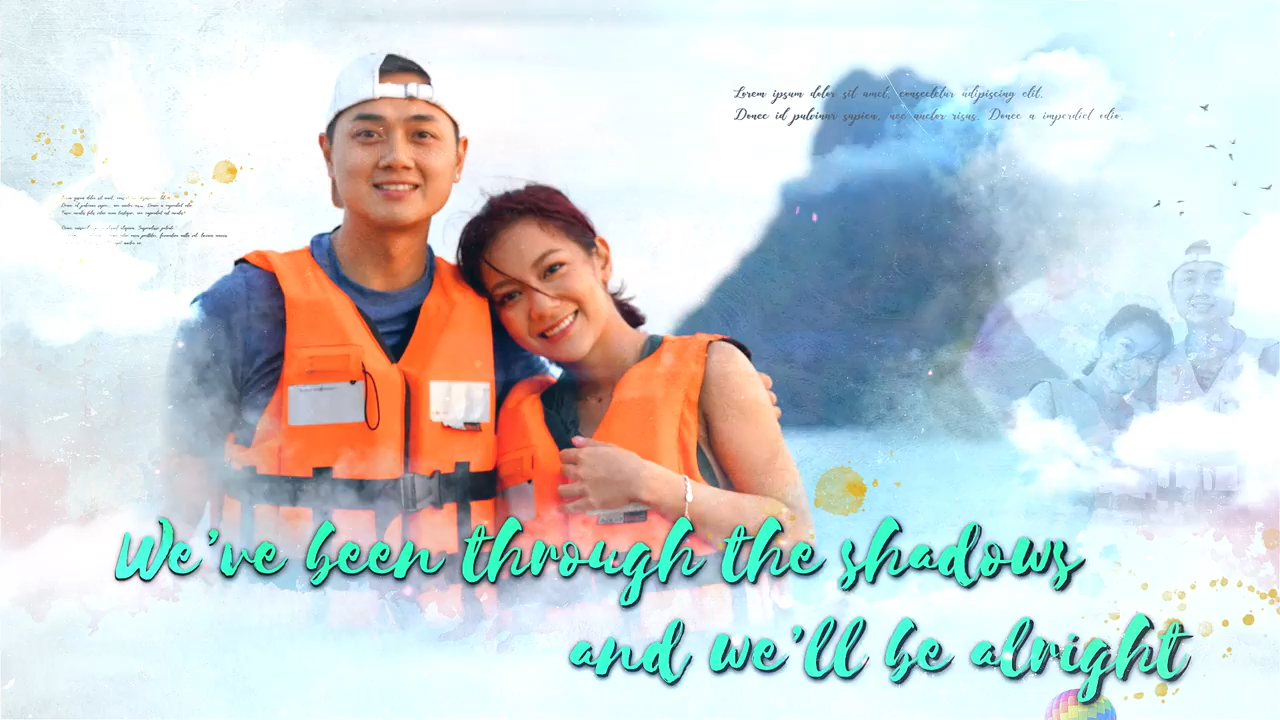 Lorem ipsum dolor sit amet, consectetur adipiscing elit.
Donec id pulvinar sapien, nec auctor risus. Donec a imperdiet odio.
We've been through the shadows
and we'll be alright